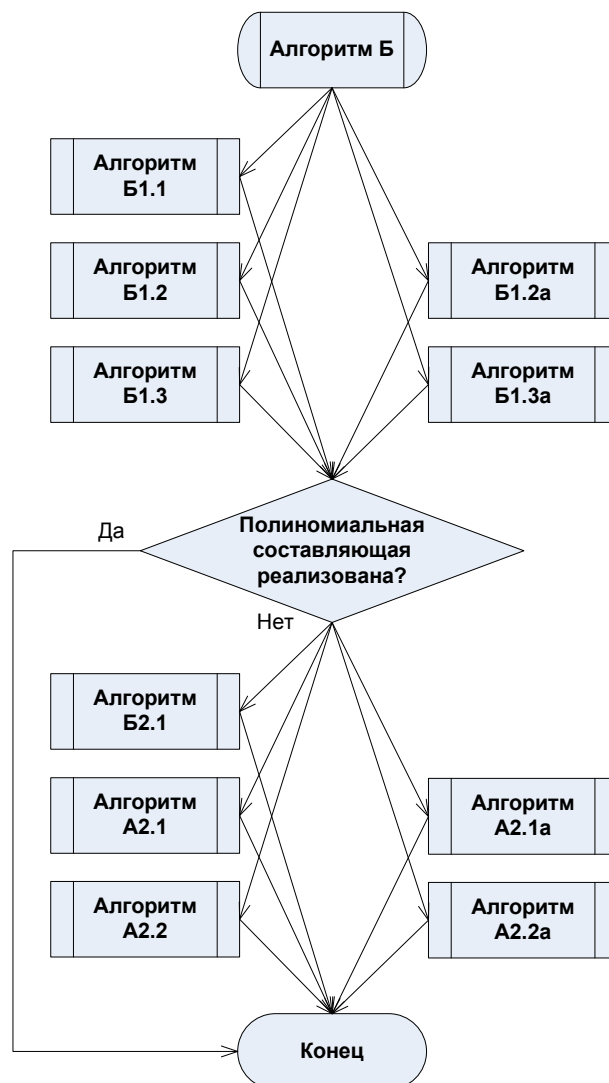 Алгоритм Б
Алгоритм
Б1.1
Алгоритм
Б1.2
Алгоритм
Б1.2а
Алгоритм
Б1.3
Алгоритм
Б1.3а
Полиномиальная
составляющая
реализована?
Да
Нет
Алгоритм
Б2.1
Алгоритм
А2.1
Алгоритм
А2.1а
Алгоритм
А2.2
Алгоритм
А2.2а
Конец